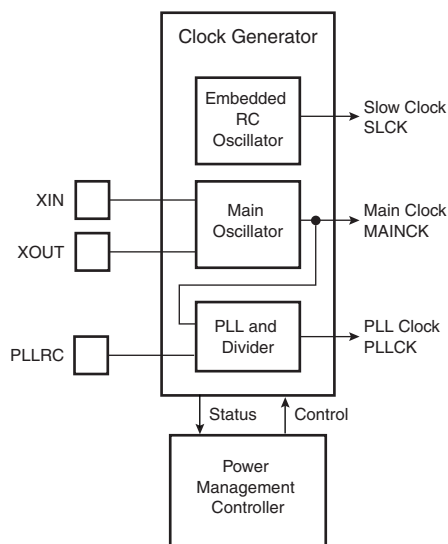 Clock Generator
Embedded
RC
Oscillator
Slow Clock
SLCK
XIN
XOUT
Main
Oscillator
Main Clock
MAINCK
PLLRC
PLL and
Divider
PLL Clock
PLLCK
Status
Control
Power
Management
Controller